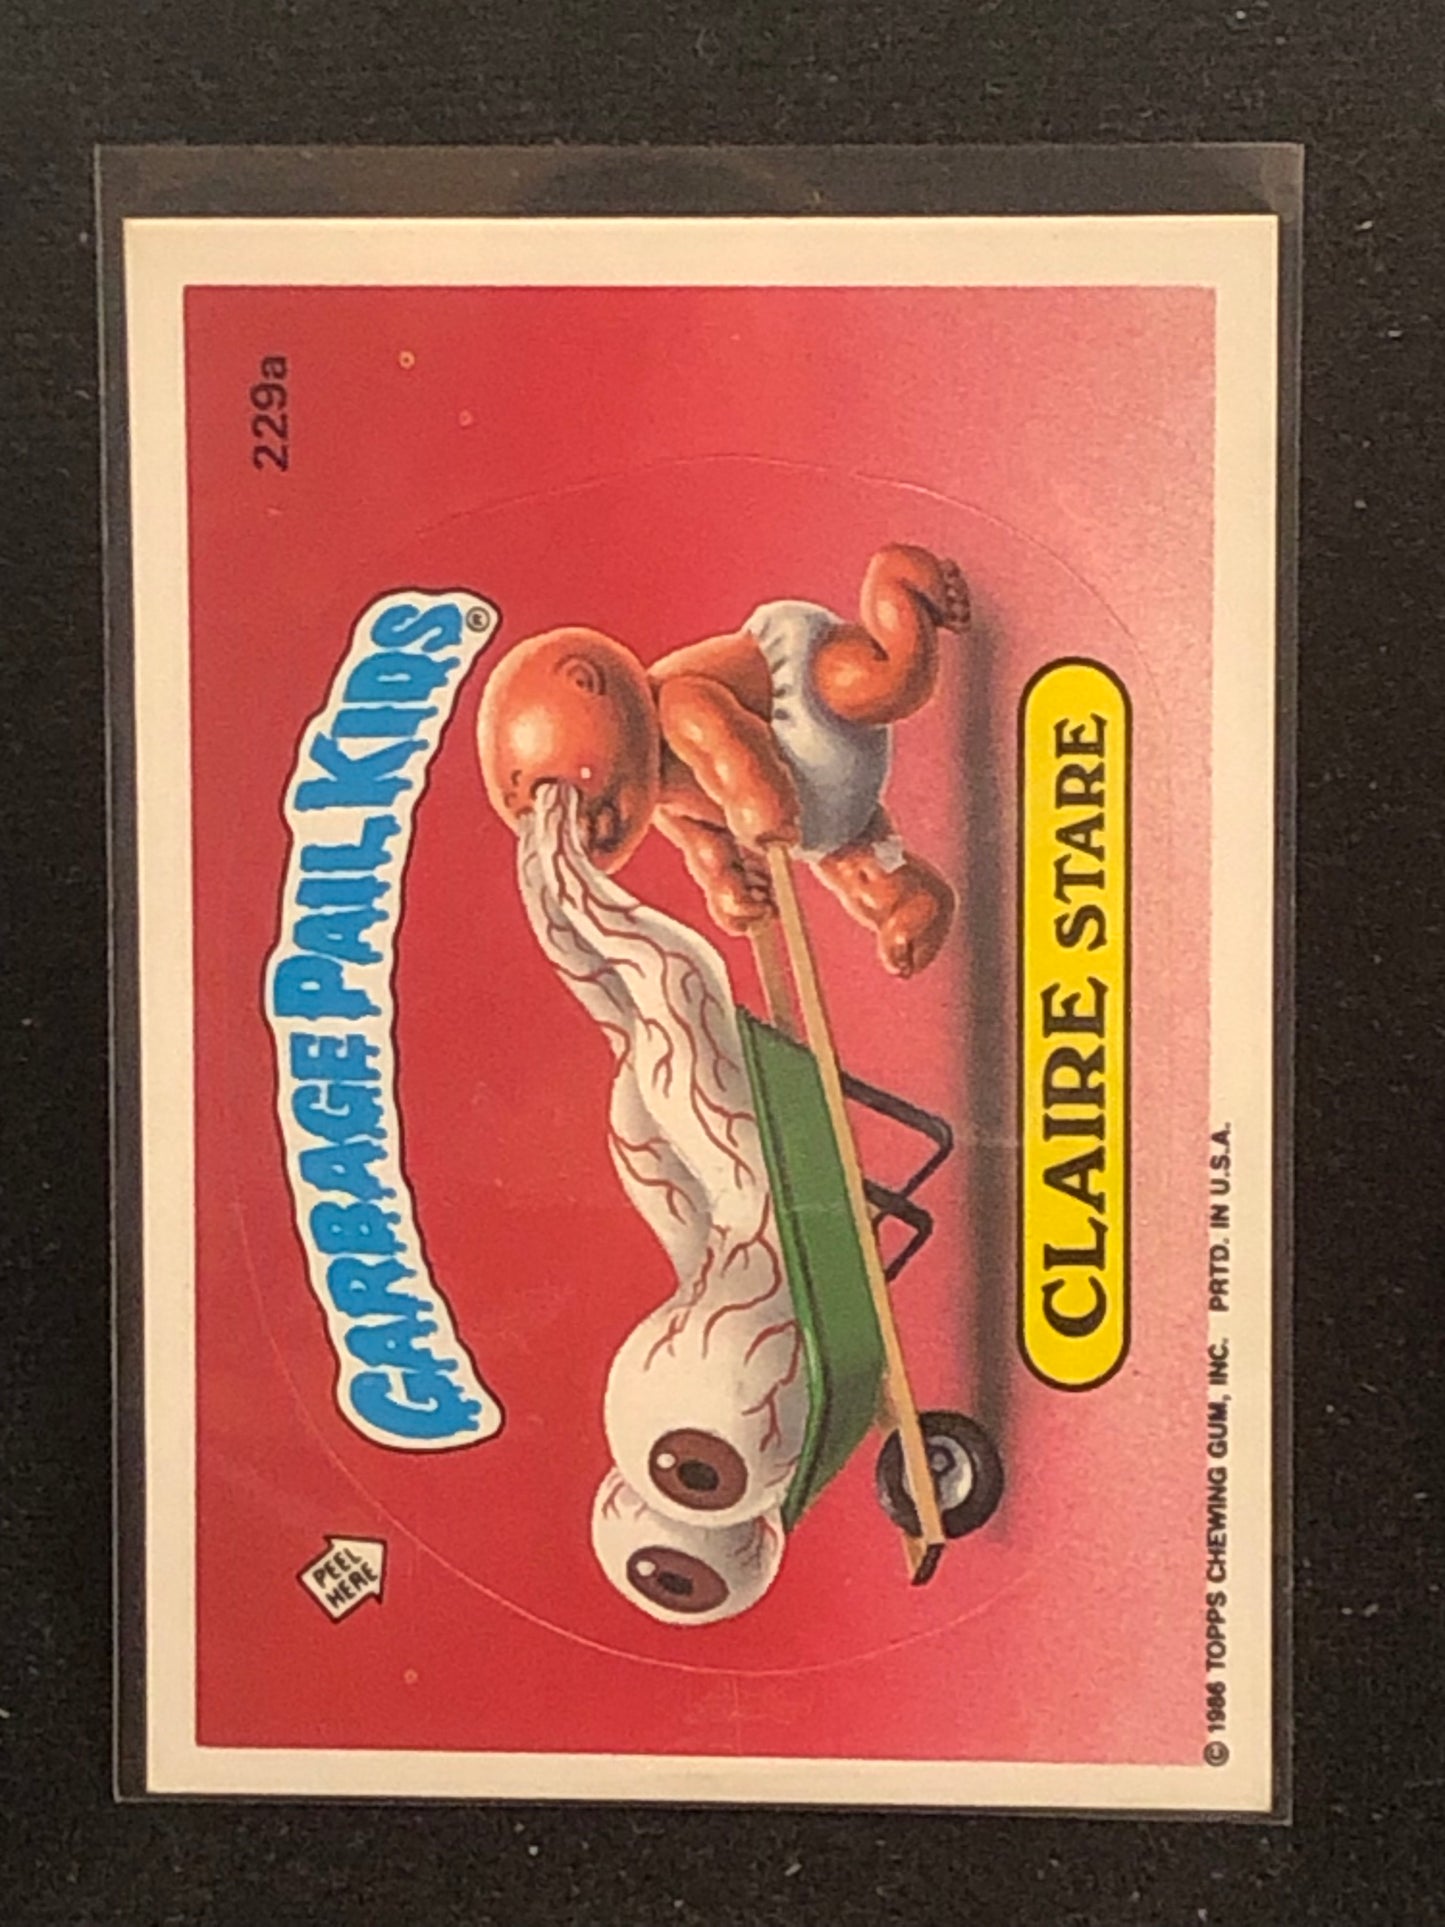 PEEL
HERE
GARBAGE PAIL KIDS®
229a
CLAIRE STARE
© 1986 TOPPS CHEWING GUM, INC. PRTD. IN U.S.A.